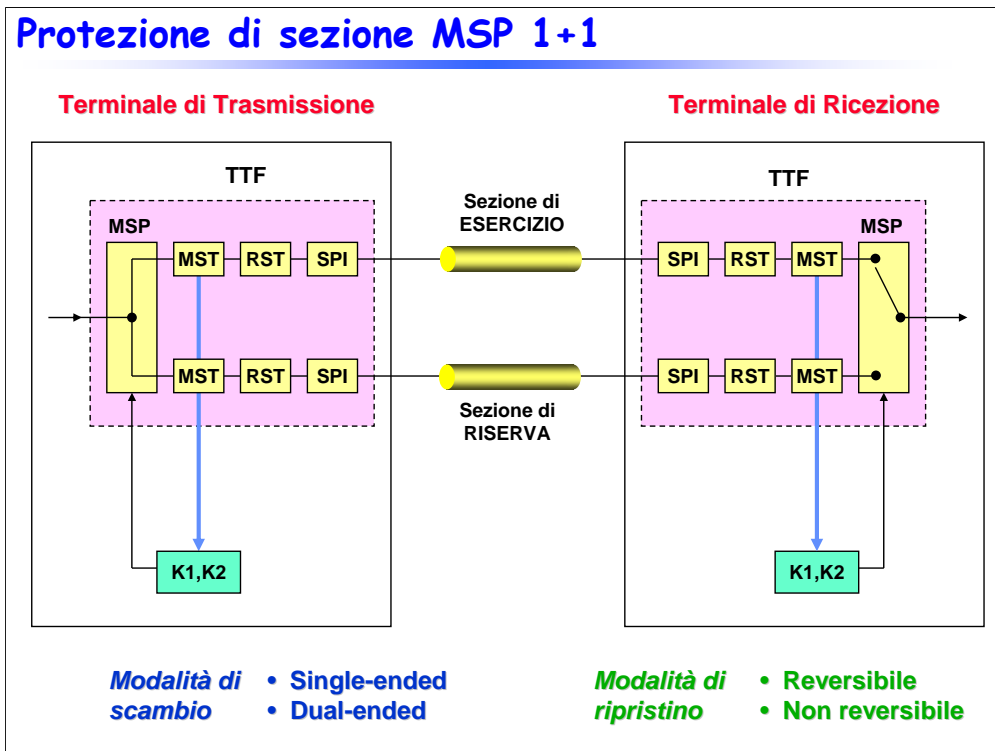 Protezione di sezione MSP 1+1
Terminale di Trasmissione
Terminale di Ricezione
TTF
TTF
Sezione di
ESERCIZIO
MSP
MSP
MST
RST
SPI
SPI
RST
MST
MST
RST
SPI
SPI
RST
MST
Sezione di
RISERVA
K1,K2
K1,K2
Modalità di
scambio
• Single-ended
• Dual-ended
Modalità di
ripristino
• Reversibile
• Non reversibile